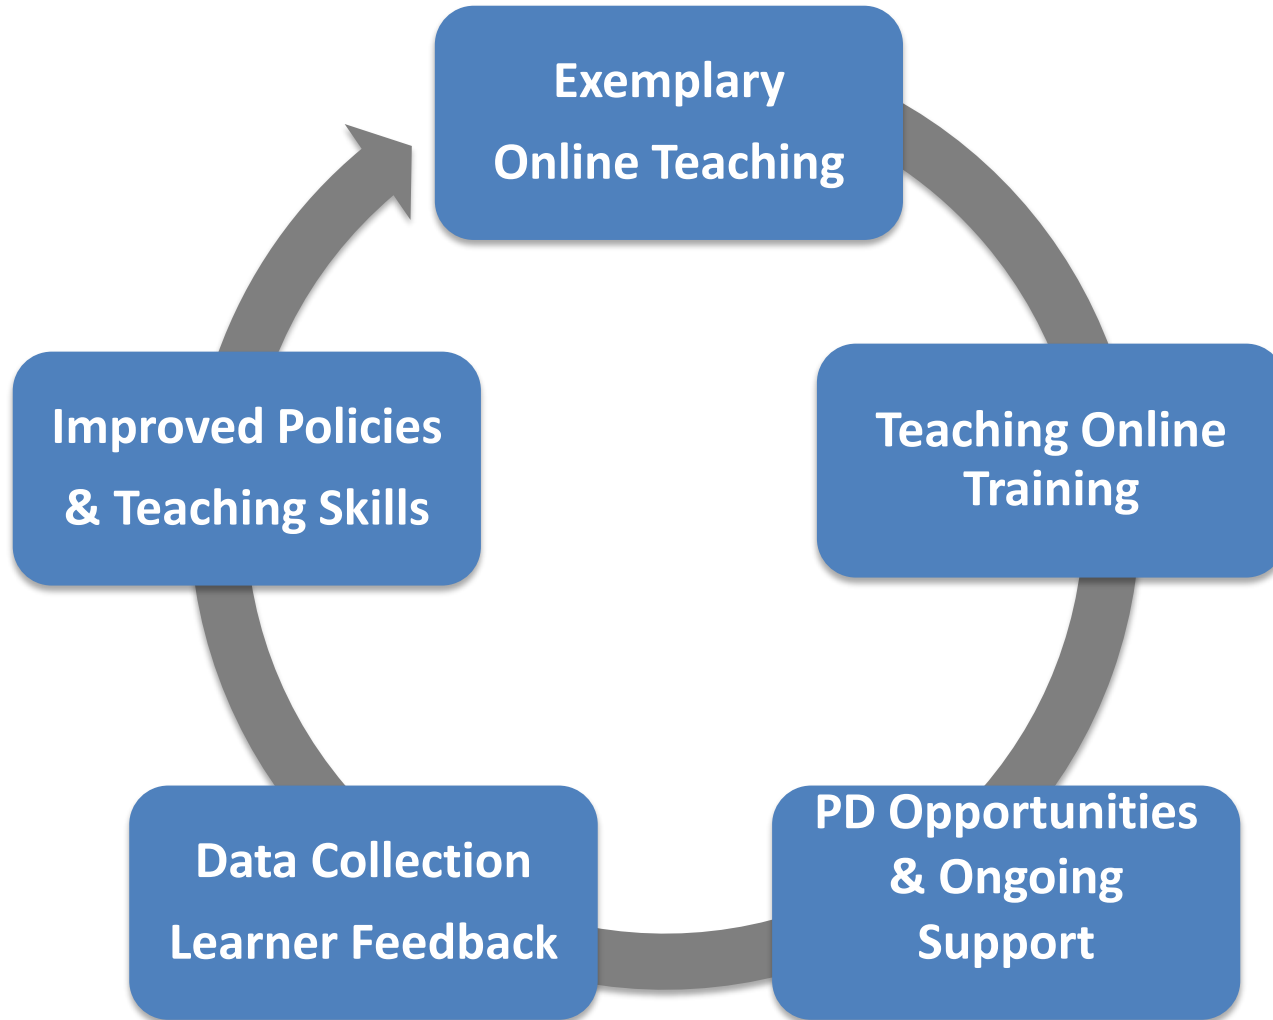 Exemplary
Online Teaching
Teaching Online
Training
PD Opportunities
& Ongoing
Support
Data Collection
Learner Feedback
Improved Policies
& Teaching Skills